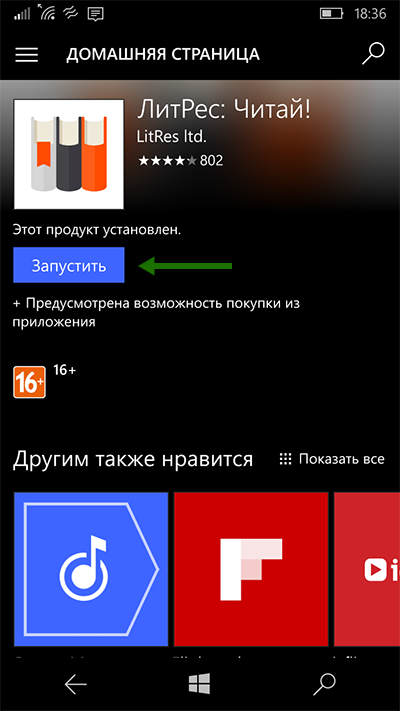 18:36
ДОМАШНЯЯ СТРАНИЦА
ЛитРес: Читай!
LitRes ltd.
★★★★★ 802
Этот продукт установлен.
Запустить
+ Предусмотрена возможность покупки из
приложения
16+ 16+
Другим также нравится Показать все